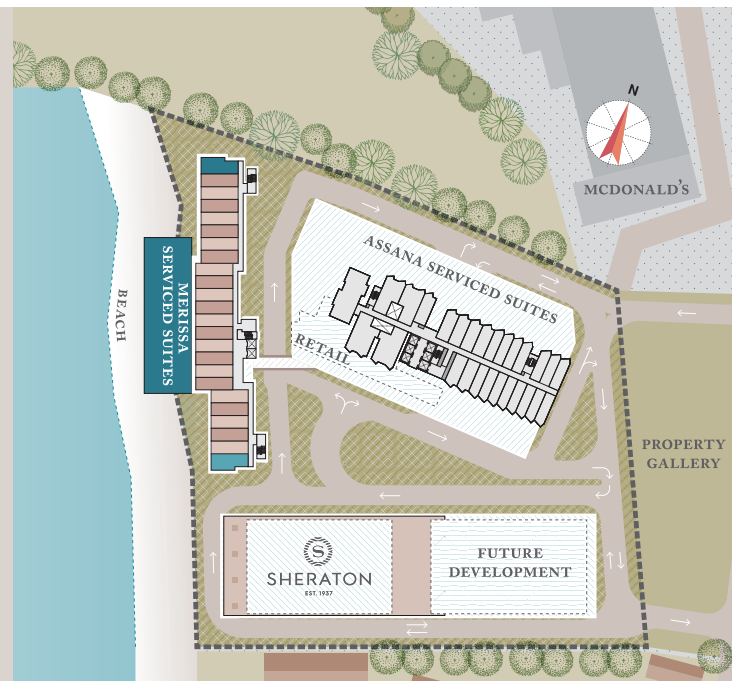 N
MCDONALD'S
ASSANA SERVICED SUITES
MERISSA
SERVICED SUITES
BEACH
RETAIL
PROPERTY
GALLERY
S
SHERATON
EST. 1937
FUTURE
DEVELOPMENT